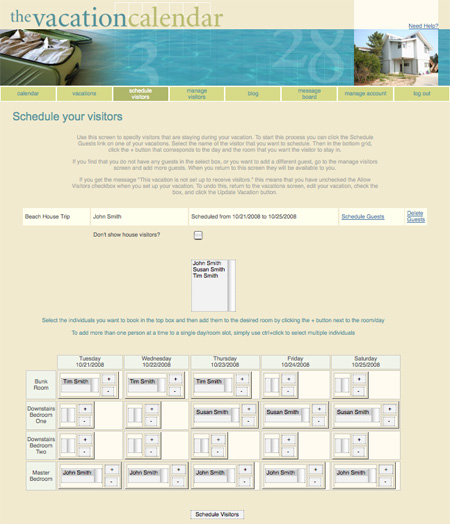 the vacationcalendar
Need Help?
calendar
vacations
schedule
visitors
manage
visitors
blog
message
board
manage account
log out
Schedule your visitors
Use this screen to specify visitors that are staying during your vacation. To start this process you can click the Schedule
Guests link on one of your vacations. Select the name of the visitor that you want to schedule. Then in the bottom grid,
click the + button that corresponds to the day and the room that you want the visitor to stay in.
If you find that you do not have any guests in the select box, or you want to add a different guest, go to the manage visitors
screen and add more guests. When you return to this screen they will be available to you.
If you get the message "This vacation is not set up to receive visitors." this means that you have unchecked the Allow
Visitors checkbox when you set up your vacation. To undo this, return to the vacations screen, edit your vacation, check the
box, and click the Update Vacation button.
Beach House Trip
John Smith
Scheduled from 10/21/2008 to 10/25/2008
Schedule Guests
Delete
Guests
Don't show house visitors?
John Smith
Susan Smith
Tim Smith
Select the individuals you want to book in the top box and then add them to the desired room by clicking the + button next to the room/day
To add more than one person at a time to a single day/room slot, simply use ctrl+click to select multiple individuals
Tuesday
10/21/2008
Wednesday
10/22/2008
Thursday
10/23/2008
Friday
10/24/2008
Saturday
10/25/2008
Bunk
Room
Tim Smith + -
Tim Smith + -
Tim Smith + -
+ -
+ -
Downstairs
Bedroom
One
+ -
+ -
Susan Smith + -
Susan Smith + -
Susan Smith + -
Downstairs
Bedroom
Two
+ -
+ -
+ -
+ -
+ -
Master
Bedroom
John Smith + -
John Smith + -
John Smith + -
John Smith + -
John Smith + -
Schedule Visitors